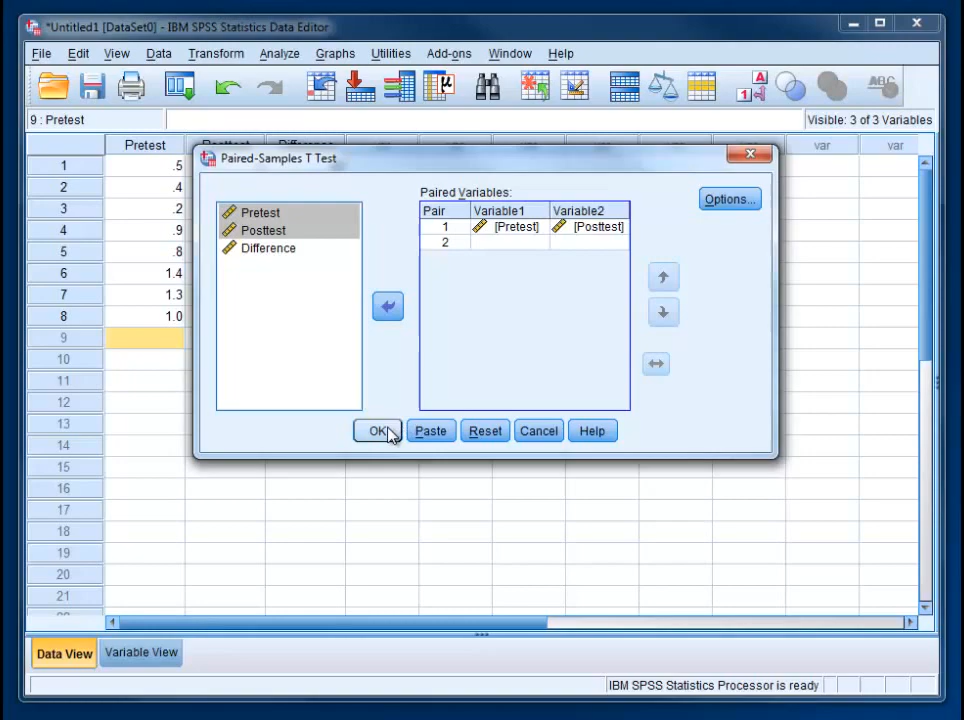 *Untitled1 [DataSet0] - IBM SPSS Statistics Data Editor
File Edit View Data Transform Analyze Graphs Utilities Add-ons Window Help
9 : Pretest
Visible: 3 of 3 Variables
Pretest Posttest Difference var var
1 .5
2 .4
3 .2
4 .9
5 .8
6 1.4
7 1.3
8 1.0
9
10
11
12
13
14
15
16
17
18
19
20
21
22
Paired-Samples T Test
Pretest
Posttest
Difference
Paired Variables:
Pair Variable1 Variable2
1 [Pretest] [Posttest]
2
Options...
OK Paste Reset Cancel Help
Data View Variable View
IBM SPSS Statistics Processor is ready